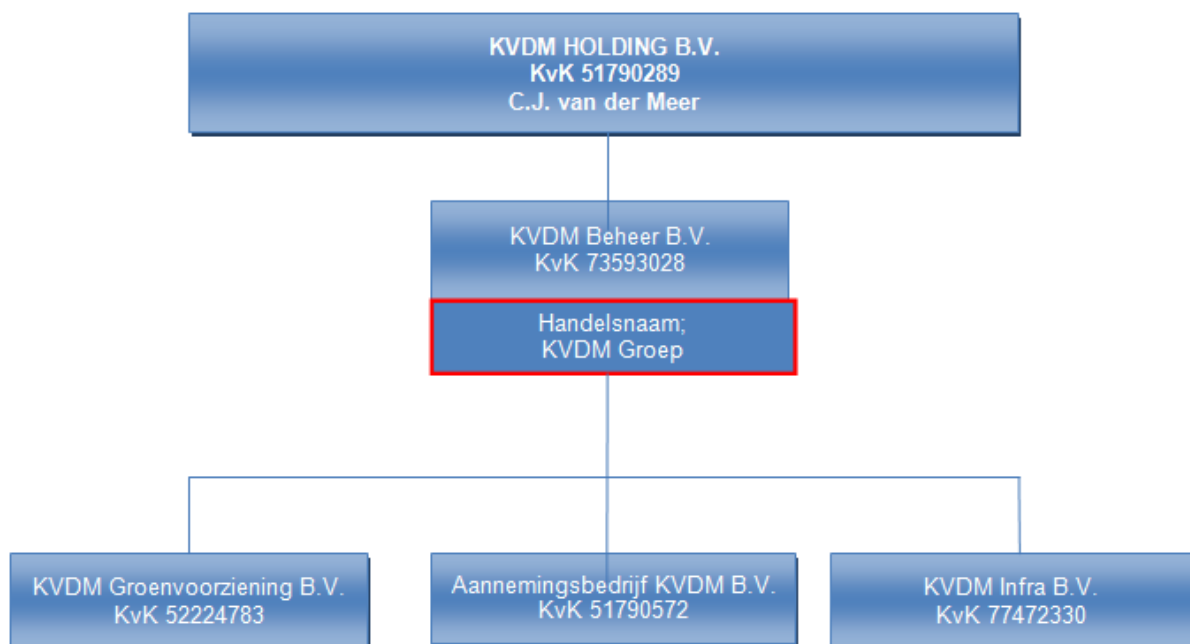 KVDM HOLDING B.V.
KvK 51790289
C.J. van der Meer
KVDM Beheer B.V.
KvK 73593028
Handelsnaam;
KVDM Groep
KVDM Groenvoorziening B.V.
KvK 52224783
Aannemingsbedrijf KVDM B.V.
KvK 51790572
KVDM Infra B.V.
KvK 77472330